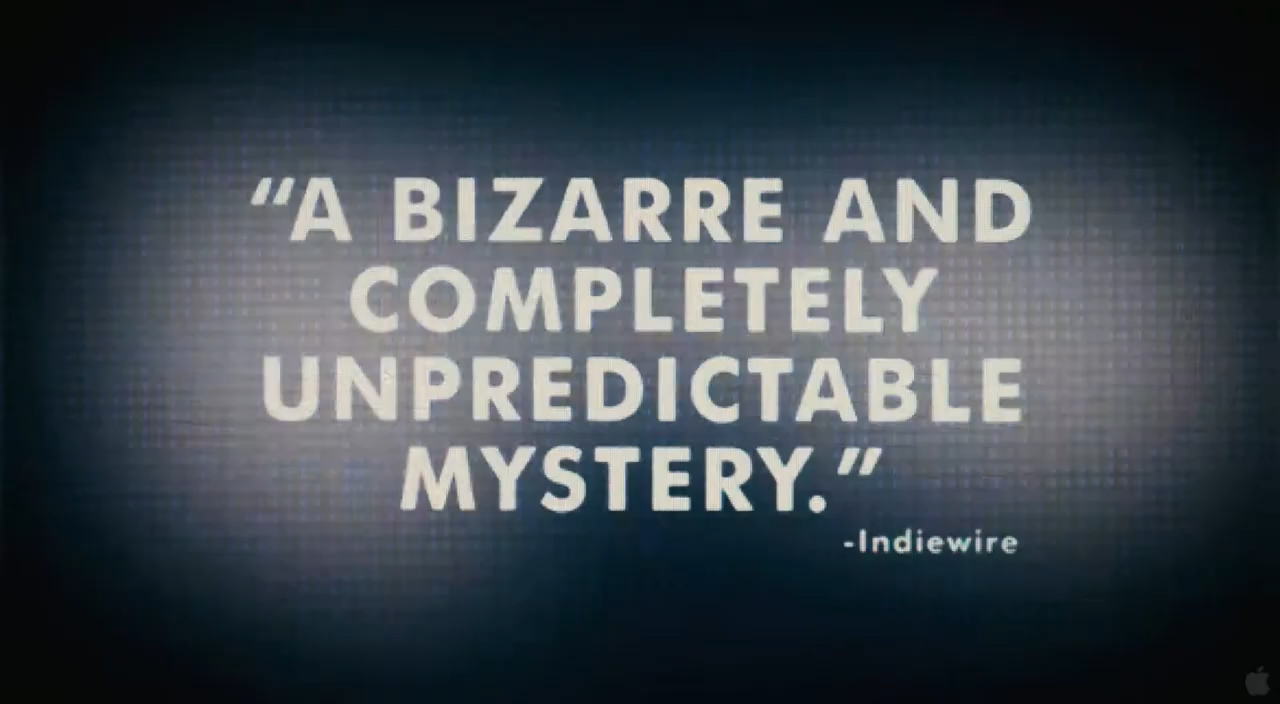 “A BIZARRE AND
COMPLETELY
UNPREDICTABLE
MYSTERY.”
-Indiewire